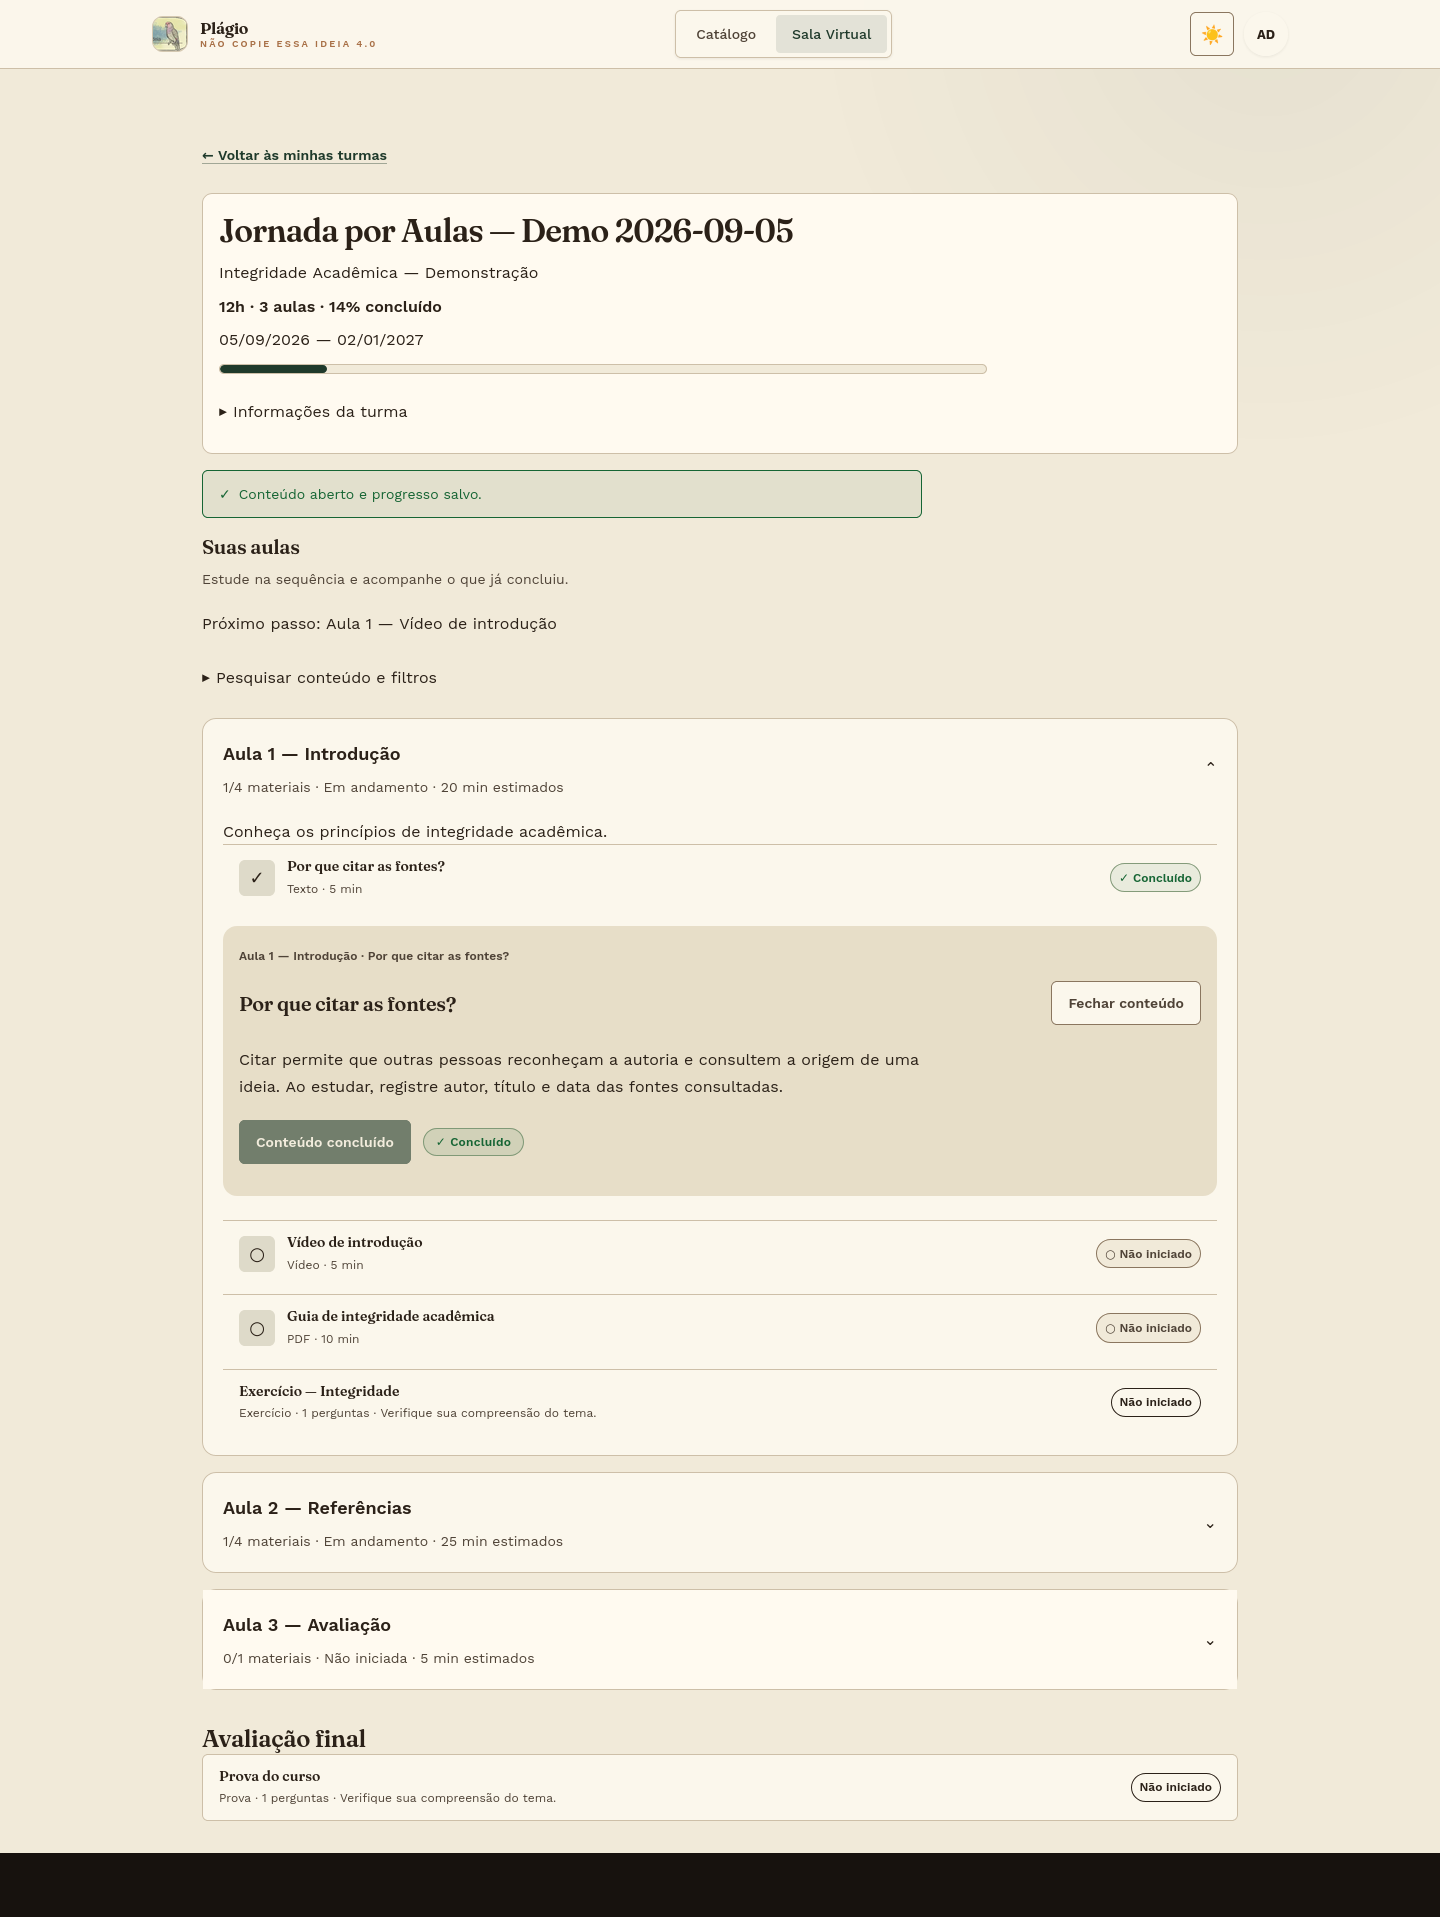 Plágio
NÃO COPIE ESSA IDEIA 4.0
Catálogo
Sala Virtual
AD
← Voltar às minhas turmas
Jornada por Aulas — Demo 2026-09-05
Integridade Acadêmica — Demonstração
12h · 3 aulas · 14% concluído
05/09/2026 — 02/01/2027
▸ Informações da turma
✓ Conteúdo aberto e progresso salvo.
Suas aulas
Estude na sequência e acompanhe o que já concluiu.
Próximo passo: Aula 1 — Vídeo de introdução
▸ Pesquisar conteúdo e filtros
Aula 1 — Introdução
1/4 materiais · Em andamento · 20 min estimados
Conheça os princípios de integridade acadêmica.
✓ Por que citar as fontes?
Texto · 5 min
✓ Concluído
Aula 1 — Introdução · Por que citar as fontes?
Por que citar as fontes?
Fechar conteúdo
Citar permite que outras pessoas reconheçam a autoria e consultem a origem de uma
ideia. Ao estudar, registre autor, título e data das fontes consultadas.
Conteúdo concluído
✓ Concluído
○ Vídeo de introdução
Vídeo · 5 min
○ Não iniciado
○ Guia de integridade acadêmica
PDF · 10 min
○ Não iniciado
Exercício — Integridade
Exercício · 1 perguntas · Verifique sua compreensão do tema.
Não iniciado
Aula 2 — Referências
1/4 materiais · Em andamento · 25 min estimados
Aula 3 — Avaliação
0/1 materiais · Não iniciada · 5 min estimados
Avaliação final
Prova do curso
Prova · 1 perguntas · Verifique sua compreensão do tema.
Não iniciado